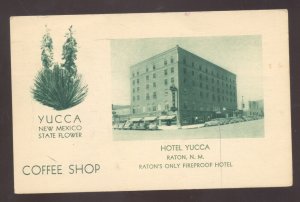 YUCCA
NEW MEXICO
STATE FLOWER
COFFEE SHOP
HOTEL YUCCA
RATON, N. M.
RATON'S ONLY FIREPROOF HOTEL